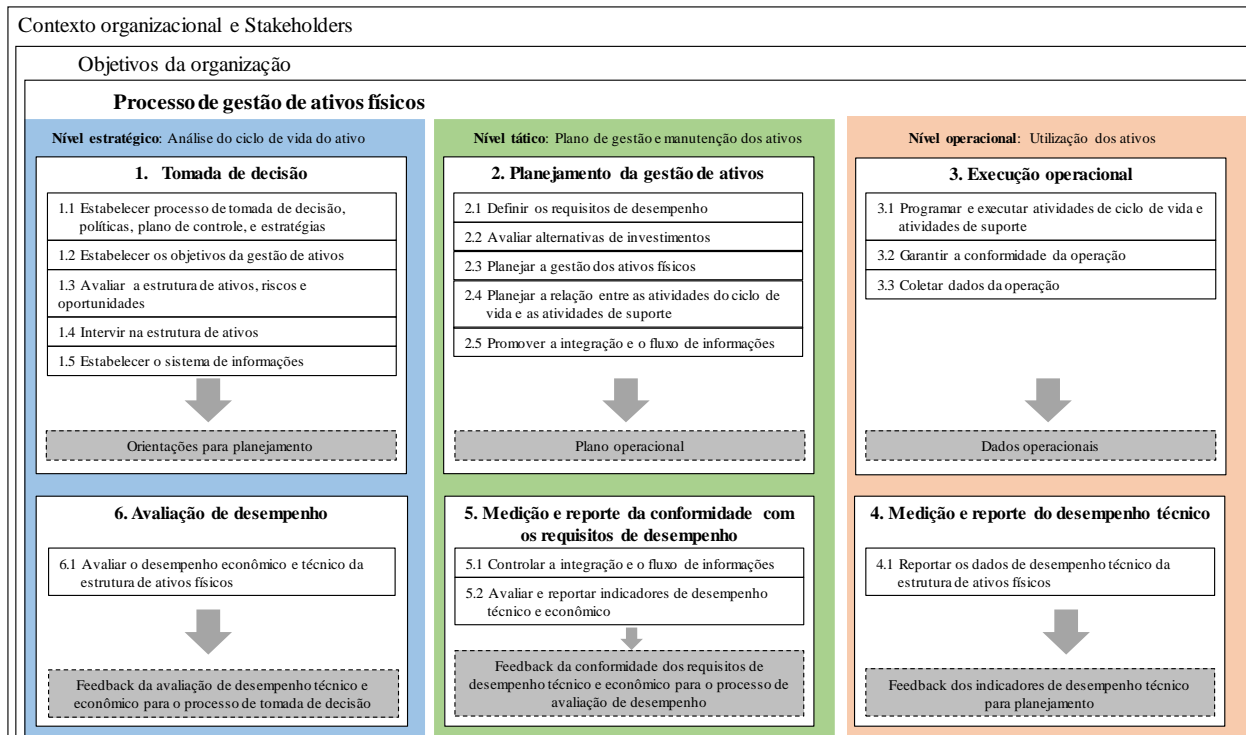 Contexto organizacional e Stakeholders
Objetivos da organização
Processo de gestão de ativos físicos
Nível estratégico: Análise do ciclo de vida do ativo
1. Tomada de decisão
1.1 Estabelecer processo de tomada de decisão,
políticas, plano de controle, e estratégias
1.2 Estabelecer os objetivos da gestão de ativos
1.3 Avaliar a estrutura de ativos, riscos e
oportunidades
1.4 Intervir na estrutura de ativos
1.5 Estabelecer o sistema de informações
Orientações para planejamento
Nível tático: Plano de gestão e manutenção dos ativos
2. Planejamento da gestão de ativos
2.1 Definir os requisitos de desempenho
2.2 Avaliar alternativas de investimentos
2.3 Planejar a gestão dos ativos físicos
2.4 Planejar a relação entre as atividades do ciclo de
vida e as atividades de suporte
2.5 Promover a integração e o fluxo de informações
Plano operacional
Nível operacional: Utilização dos ativos
3. Execução operacional
3.1 Programar e executar atividades de ciclo de vida e
atividades de suporte
3.2 Garantir a conformidade da operação
3.3 Coletar dados da operação
Dados operacionais
6. Avaliação de desempenho
6.1 Avaliar o desempenho econômico e técnico da
estrutura de ativos físicos
Feedback da avaliação de desempenho técnico e
econômico para o processo de tomada de decisão
5. Medição e reporte da conformidade com
os requisitos de desempenho
5.1 Controlar a integração e o fluxo de informações
5.2 Avaliar e reportar indicadores de desempenho
técnico e econômico
Feedback da conformidade dos requisitos de
desempenho técnico e econômico para o processo de
avaliação de desempenho
4. Medição e reporte do desempenho técnico
4.1 Reportar os dados de desempenho técnico da
estrutura de ativos físicos
Feedback dos indicadores de desempenho técnico
para planejamento